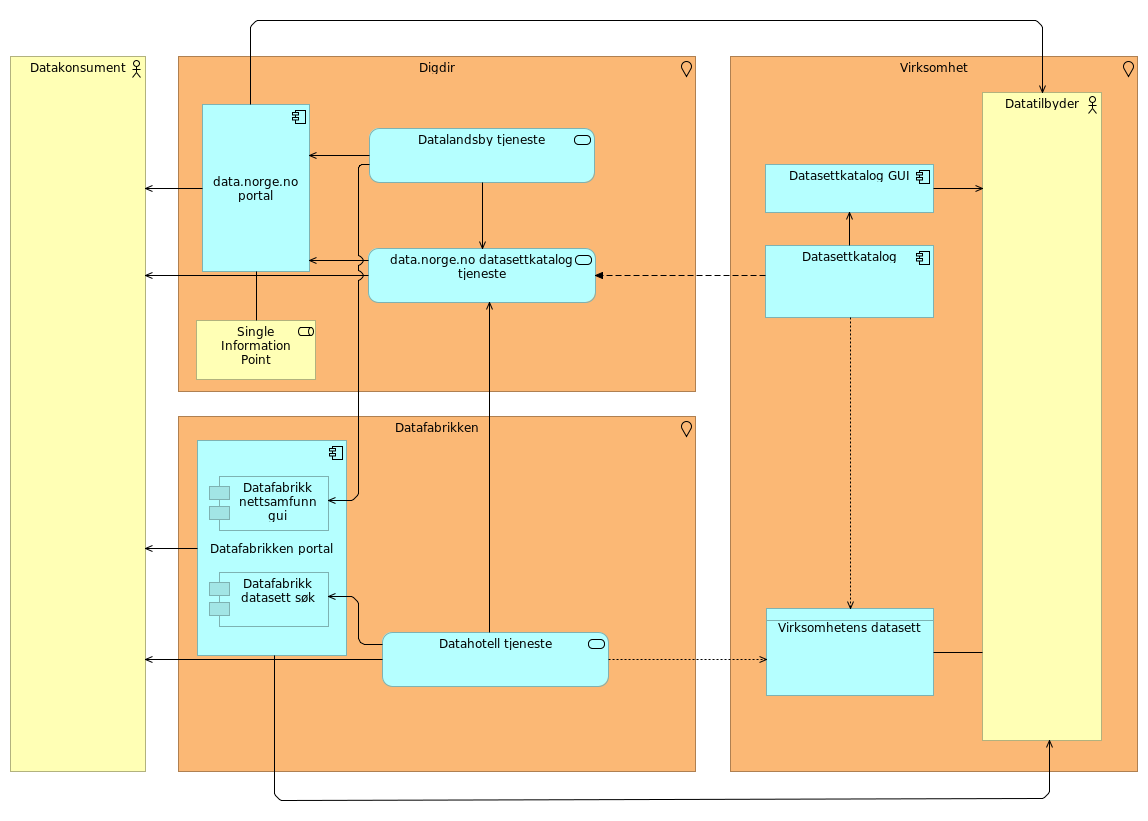 Datakonsument
Digdir
Virksomhet
data.norge.no
portal
Datalandsby tjeneste
data.norge.no datasettkatalog
tjeneste
Single
Information
Point
Datatilbyder
Datasettkatalog GUI
Datasettkatalog
Datafabrikken
Datafabrikk
nettsamfunn
gui
Datafabrikken portal
Datafabrikk
datasett søk
Datahotell tjeneste
Virksomhetens datasett